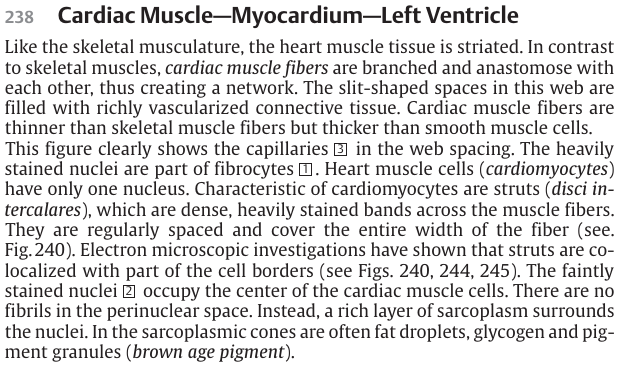 238 Cardiac Muscle—Myocardium—Left Ventricle
Like the skeletal musculature, the heart muscle tissue is striated. In contrast
to skeletal muscles, cardiac muscle fibers are branched and anastomose with
each other, thus creating a network. The slit-shaped spaces in this web are
filled with richly vascularized connective tissue. Cardiac muscle fibers are
thinner than skeletal muscle fibers but thicker than smooth muscle cells.
This figure clearly shows the capillaries 3 in the web spacing. The heavily
stained nuclei are part of fibrocytes 1. Heart muscle cells (cardiomyocytes)
have only one nucleus. Characteristic of cardiomyocytes are struts (disci in-
tercalares), which are dense, heavily stained bands across the muscle fibers.
They are regularly spaced and cover the entire width of the fiber (see.
Fig. 240). Electron microscopic investigations have shown that struts are co-
localized with part of the cell borders (see Figs. 240, 244, 245). The faintly
stained nuclei 2 occupy the center of the cardiac muscle cells. There are no
fibrils in the perinuclear space. Instead, a rich layer of sarcoplasm surrounds
the nuclei. In the sarcoplasmic cones are often fat droplets, glycogen and pig-
ment granules (brown age pigment).